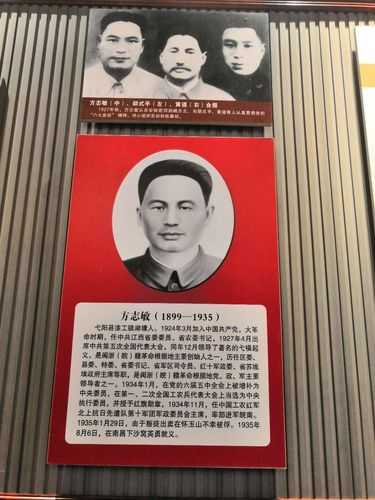 方志敏（中）、邵式平（左）、黄道（右）合照
方志敏（1899—1935）
弋阳县漆工镇湖塘人，1924年3月加入中国共产党，大革
命时期，任中共江西省委委员、省农委书记，1927年4月出
席中共第五次全国代表大会，同年12月领导了著名的弋横起
义，是闽浙（皖）赣革命根据地主要创始人之一，历任区委、
县委、特委、省委书记，省军区司令员、红十军政委、省苏维
埃政府主席等职，是闽浙（皖）赣革命根据地党、政、军主要
领导者之一，1934年1月，在党的六届五中全会上被增补为
中央委员，在第一、二次全国工农兵代表大会上当选为中央
执行委员，并授予红旗勋章，1934年11月，任中国工农红军
北上抗日先遣队第十军团军政委员会主席，率部进军皖南，
1935年1月29日，由于叛徒出卖在怀玉山不幸被俘，1935年
8月6日，在南昌下沙窝英勇就义。